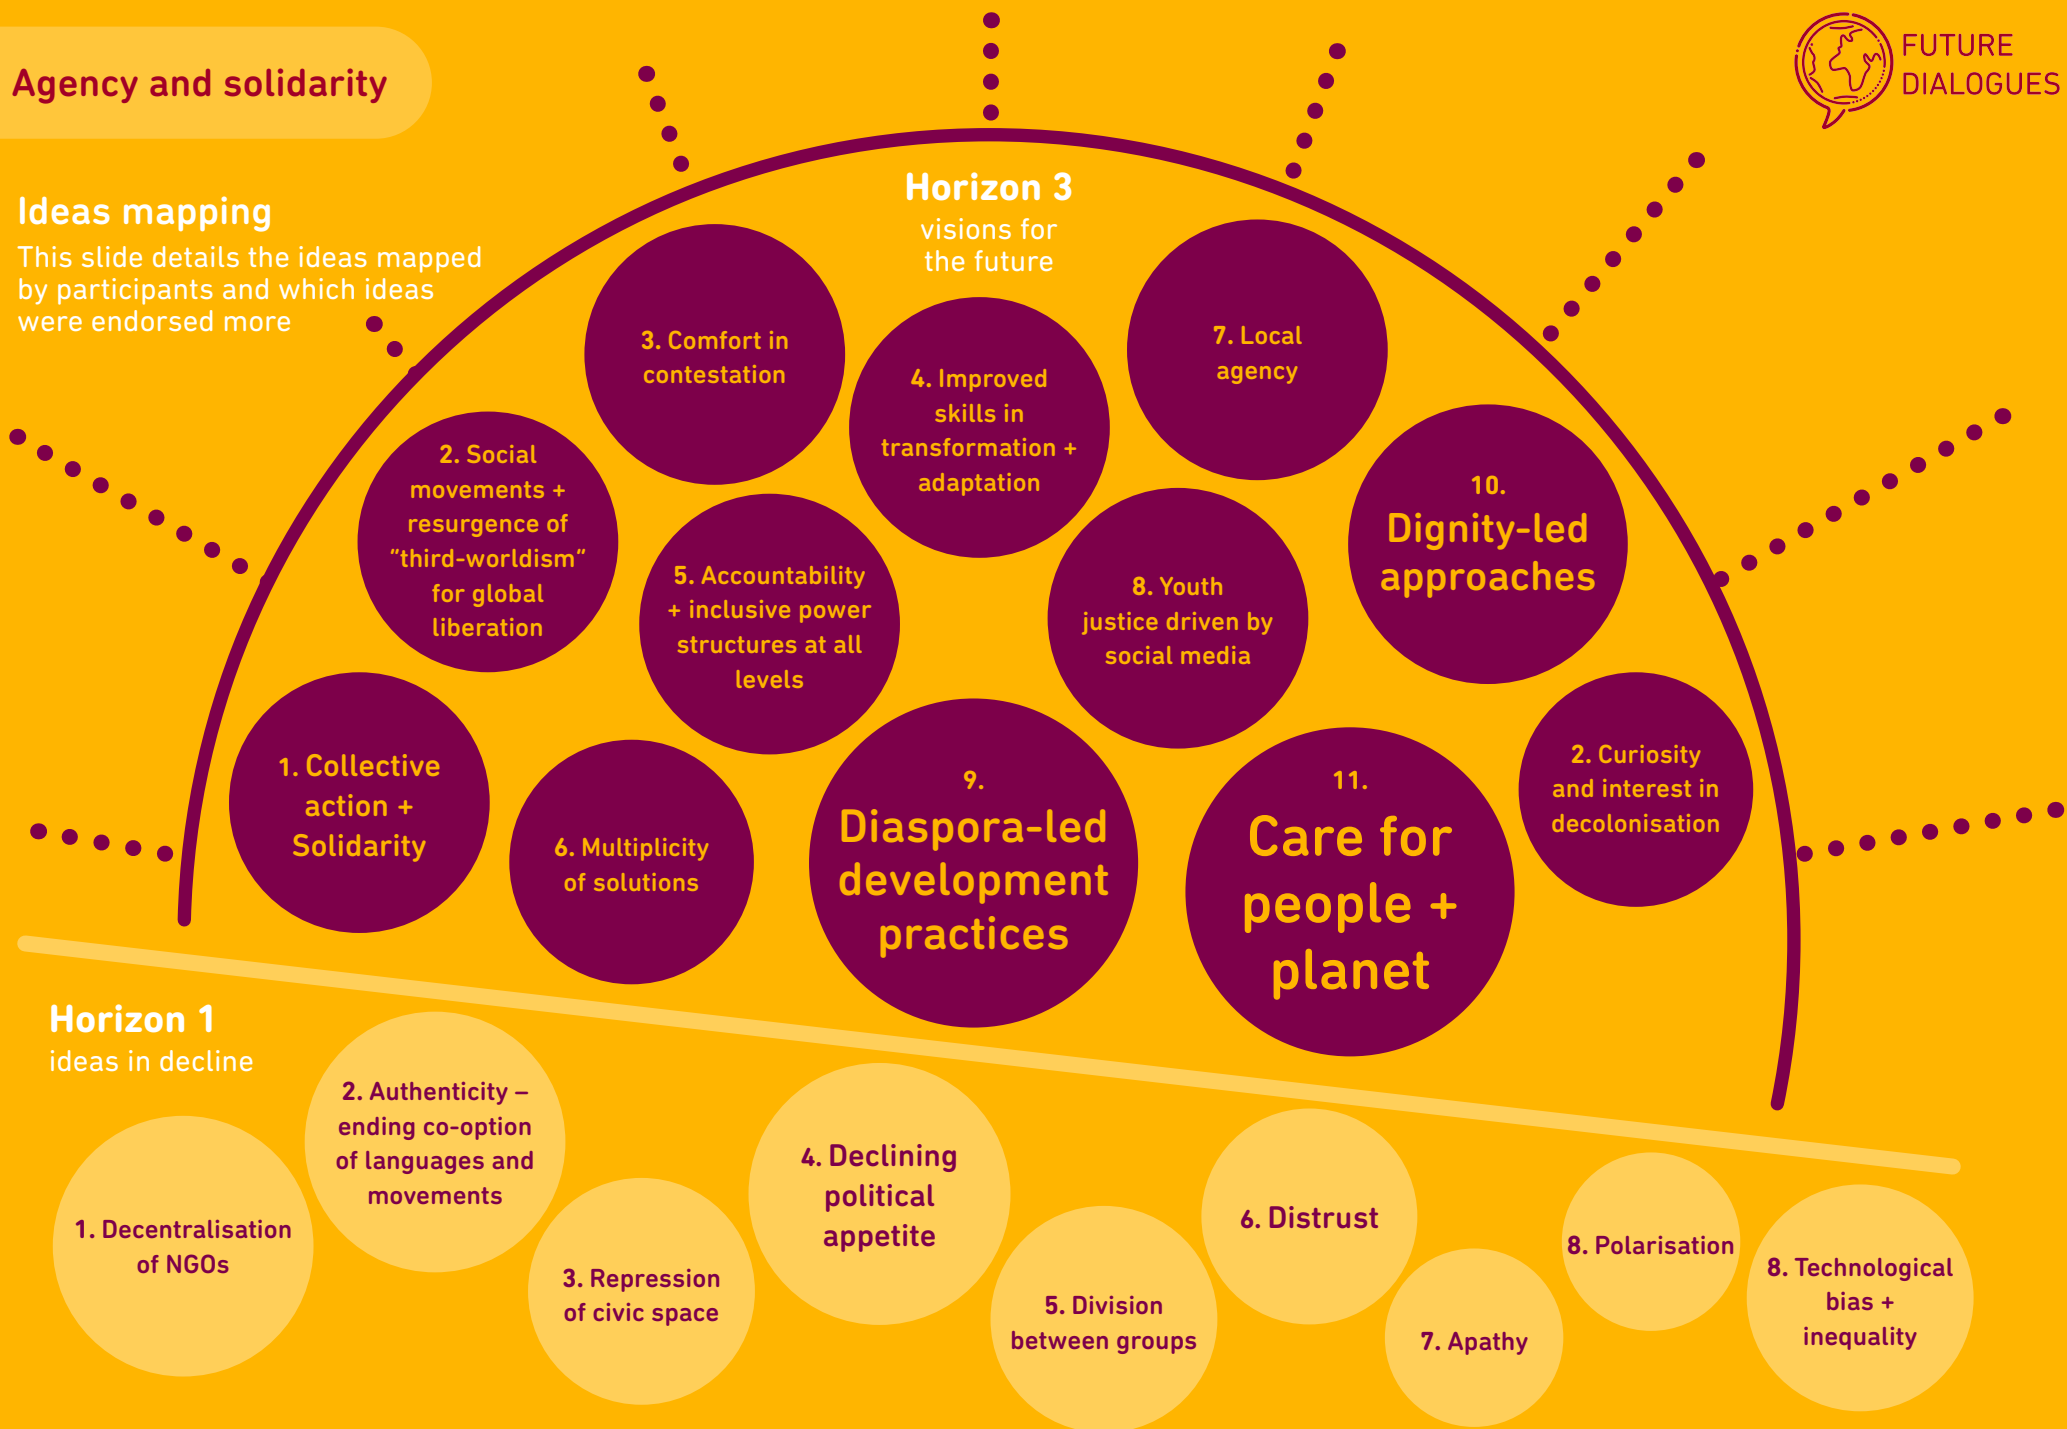 Agency and solidarity
FUTURE
DIALOGUES
Ideas mapping
This slide details the ideas mapped
by participants and which ideas
were endorsed more
Horizon 3
visions for
the future
1. Collective
action +
Solidarity
2. Social
movements +
resurgence of
“third-worldism”
for global
liberation
3. Comfort in
contestation
4. Improved
skills in
transformation +
adaptation
5. Accountability
+ inclusive power
structures at all
levels
6. Multiplicity
of solutions
7. Local
agency
8. Youth
justice driven by
social media
9.
Diaspora-led
development
practices
10.
Dignity-led
approaches
11.
Care for
people +
planet
2. Curiosity
and interest in
decolonisation
Horizon 1
ideas in decline
1. Decentralisation
of NGOs
2. Authenticity –
ending co-option
of languages and
movements
3. Repression
of civic space
4. Declining
political
appetite
5. Division
between groups
6. Distrust
7. Apathy
8. Polarisation
8. Technological
bias +
inequality